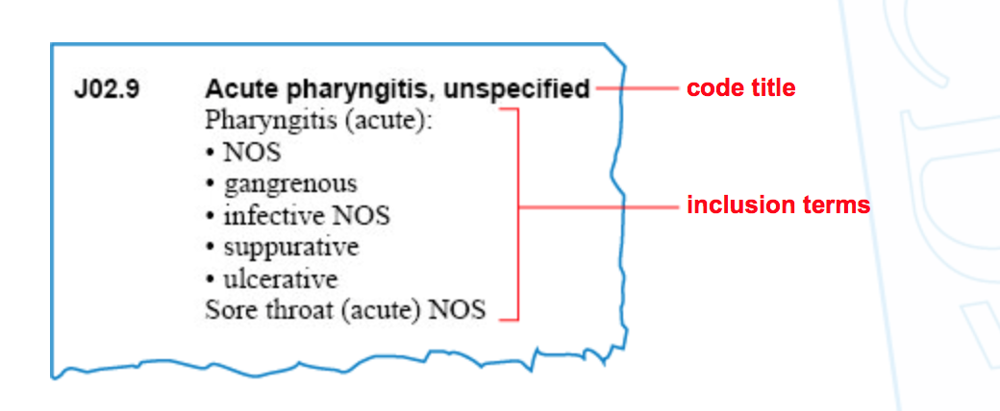 J02.9 Acute pharyngitis, unspecified code title
Pharyngitis (acute):
• NOS
• gangrenous
• infective NOS inclusion terms
• suppurative
• ulcerative
Sore throat (acute) NOS